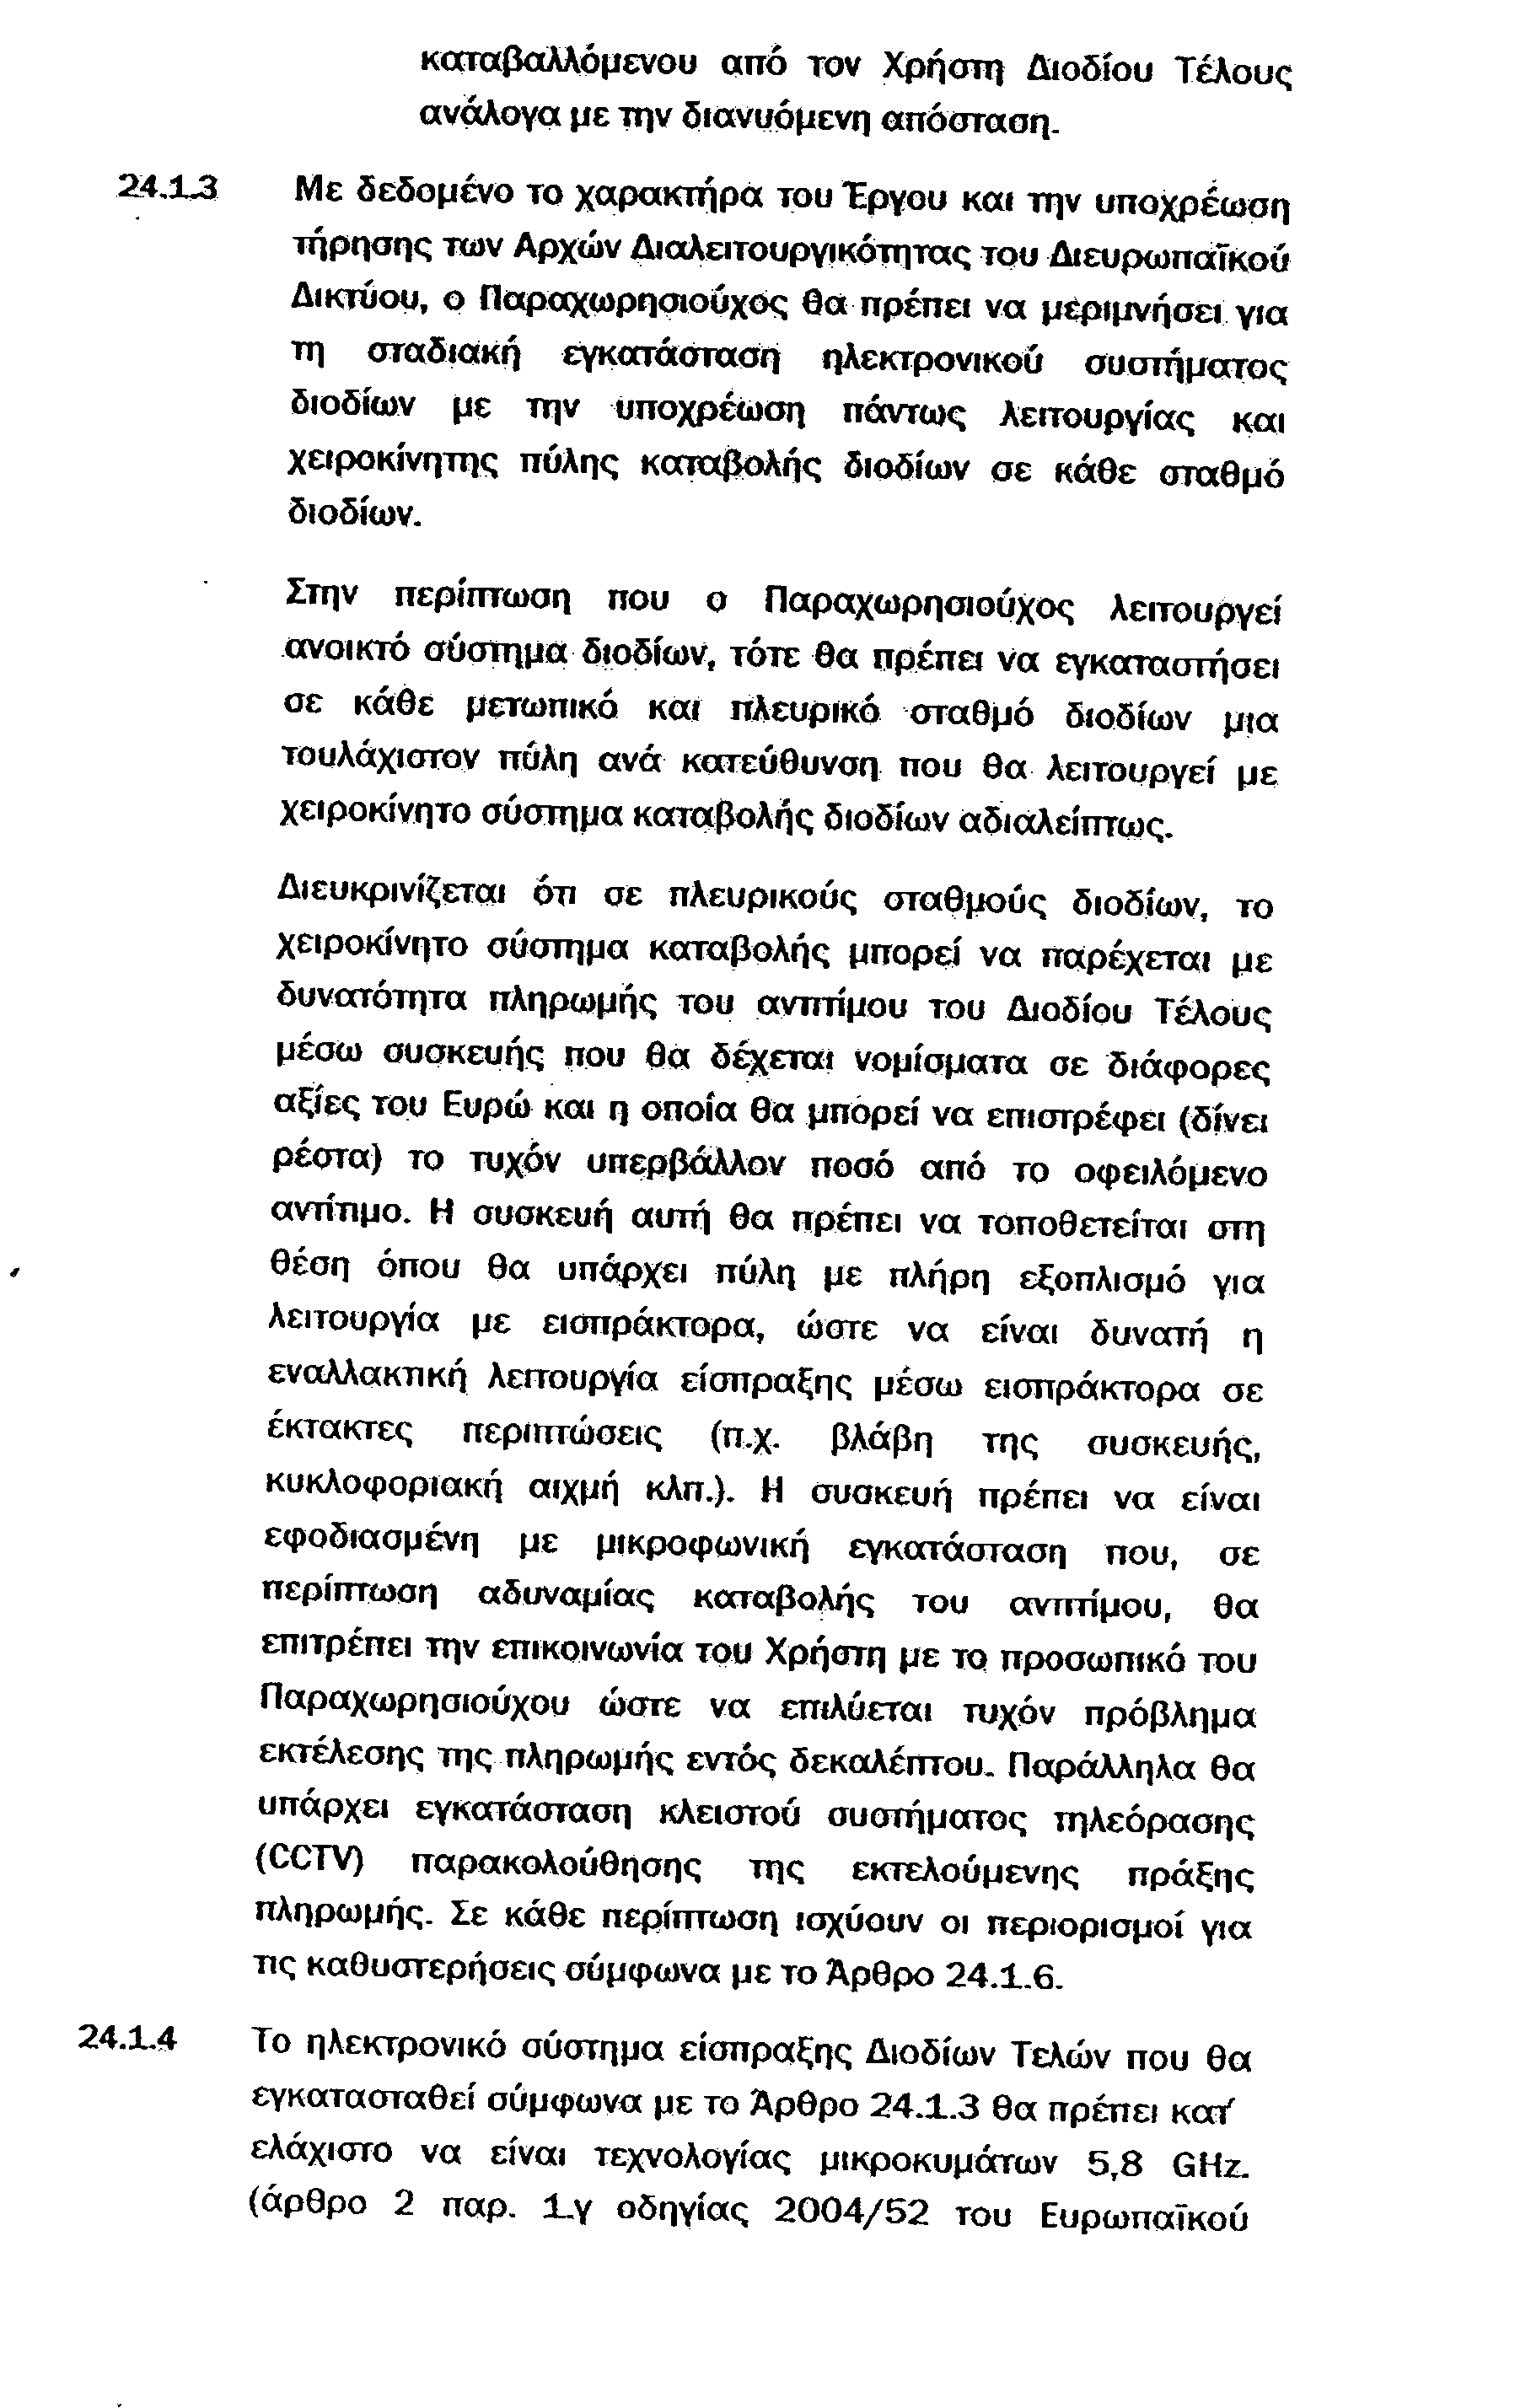 καταβαλλόμενου από τον Χρήστη Διοδίου Τέλους
ανάλογα με την διανυόμενη απόσταση.
24.1.3 Με δεδομένο το χαρακτήρα του Έργου και την υποχρέωση
τήρησης των Αρχών Διαλειτουργικότητας του Διευρωπαϊκού
Δικτύου, ο Παραχωρησιούχος θα πρέπει να μεριμνήσει για
τη σταδιακή εγκατάσταση ηλεκτρονικού συστήματος
διοδίων με την υποχρέωση πάντως λειτουργίας και
χειροκίνητης πύλης καταβολής διοδίων σε κάθε σταθμό
διοδίων.
Στην περίπτωση που ο Παραχωρησιούχος λειτουργεί
ανοικτό σύστημα διοδίων, τότε θα πρέπει να εγκαταστήσει
σε κάθε μετωπικό και πλευρικό σταθμό διοδίων μια
τουλάχιστον πύλη ανά κατεύθυνση που θα λειτουργεί με
χειροκίνητο σύστημα καταβολής διοδίων αδιαλείπτως.
Διευκρινίζεται ότι σε πλευρικούς σταθμούς διοδίων, το
χειροκίνητο σύστημα καταβολής μπορεί να παρέχεται με
δυνατότητα πληρωμής του αντιτίμου του Διοδίου Τέλους
μέσω συσκευής που θα δέχεται νομίσματα σε διάφορες
αξίες του Ευρώ και η οποία θα μπορεί να επιστρέφει (δίνει
ρέστα) το τυχόν υπερβάλλον ποσό από το οφειλόμενο
αντίτιμο. Η συσκευή αυτή θα πρέπει να τοποθετείται στη
θέση όπου θα υπάρχει πύλη με πλήρη εξοπλισμό για
λειτουργία με εισπράκτορα, ώστε να είναι δυνατή η
εναλλακτική λειτουργία είσπραξης μέσω εισπράκτορα σε
έκτακτες περιπτώσεις (π.χ. βλάβη της συσκευής,
κυκλοφοριακή αιχμή κλπ.). Η συσκευή πρέπει να είναι
εφοδιασμένη με μικροφωνική εγκατάσταση που, σε
περίπτωση αδυναμίας καταβολής του αντιτίμου, θα
επιτρέπει την επικοινωνία του Χρήστη με το προσωπικό του
Παραχωρησιούχου ώστε να επιλύεται τυχόν πρόβλημα
εκτέλεσης της πληρωμής εντός δεκαλέπτου. Παράλληλα θα
υπάρχει εγκατάσταση κλειστού συστήματος τηλεόρασης
(CCTV) παρακολούθησης της εκτελούμενης πράξης
πληρωμής. Σε κάθε περίπτωση ισχύουν οι περιορισμοί για
τις καθυστερήσεις σύμφωνα με το Άρθρο 24.1.6.
24.1.4 Το ηλεκτρονικό σύστημα είσπραξης Διοδίων Τελών που θα
εγκατασταθεί σύμφωνα με το Άρθρο 24.1.3 θα πρέπει κατ'
ελάχιστο να είναι τεχνολογίας μικροκυμάτων 5,8 GHz.
(άρθρο 2 παρ. 1.γ οδηγίας 2004/52 του Ευρωπαϊκού